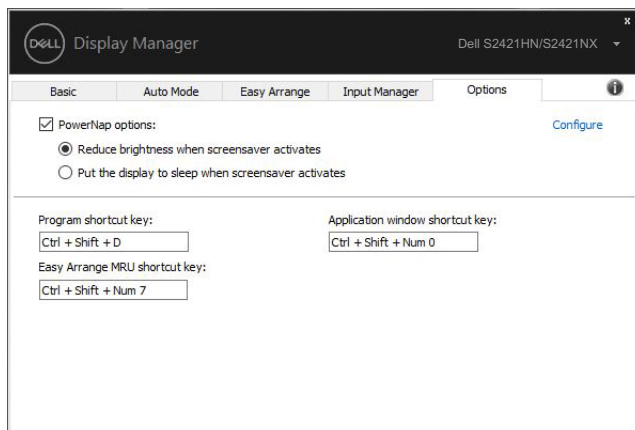 DELL Display Manager
Dell S2421HN/S2421NX
x
Basic Auto Mode Easy Arrange Input Manager Options
PowerNap options:
Configure
Reduce brightness when screensaver activates
Put the display to sleep when screensaver activates
Program shortcut key:
Application window shortcut key:
Ctrl + Shift + D
Ctrl + Shift + Num 0
Easy Arrange MRU shortcut key:
Ctrl + Shift + Num 7